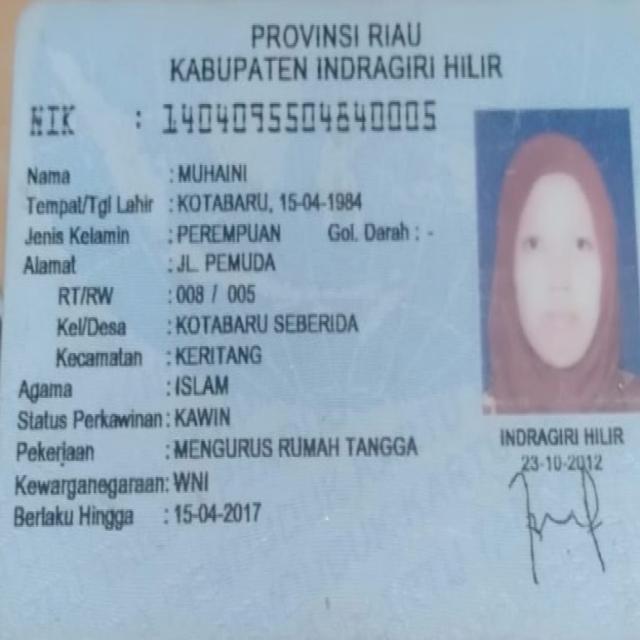 PROVINSI RIAU
KABUPATEN INDRAGIRI HILIR
NIK : 1404095504840005
Nama : MUHAINI
Tempat/Tgl Lahir : KOTABARU, 15-04-1984
Jenis Kelamin : PEREMPUAN Gol. Darah : -
Alamat : JL. PEMUDA
RT/RW : 008 / 005
Kel/Desa : KOTABARU SEBERIDA
Kecamatan : KERITANG
Agama : ISLAM
Status Perkawinan : KAWIN
Pekerjaan : MENGURUS RUMAH TANGGA
Kewarganegaraan : WNI
Berlaku Hingga : 15-04-2017
INDRAGIRI HILIR
23-10-2012